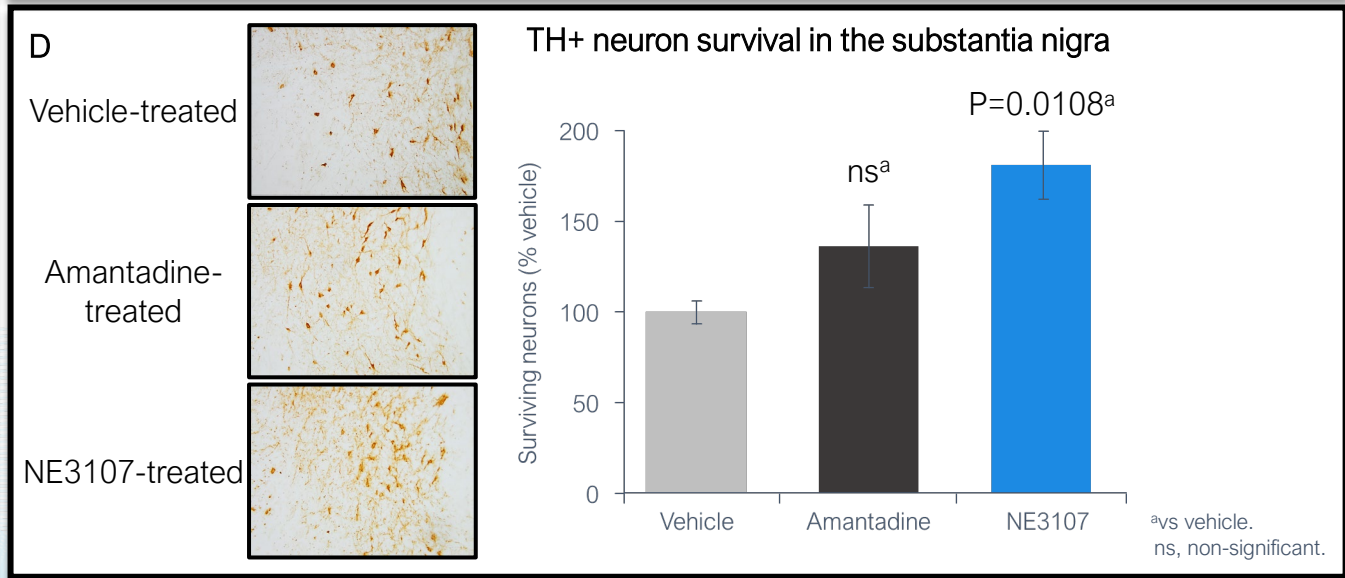 D
TH+ neuron survival in the substantia nigra
Vehicle-treated
Amantadine-
treated
NE3107-treated
Surviving neurons (% vehicle)
200
150
100
50
0
nsᵃ
P=0.0108ᵃ
Vehicle
Amantadine
NE3107
ᵃvs vehicle.
ns, non-significant.